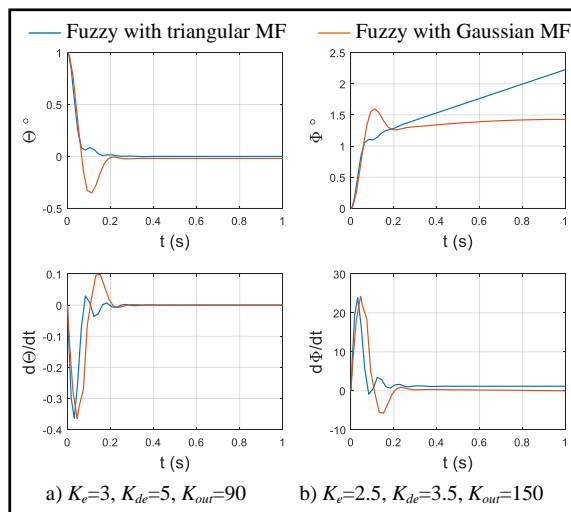 Fuzzy with triangular MF
Fuzzy with Gaussian MF
1
0.5
0
-0.5
Θ °
0 0.2 0.4 0.6 0.8 1
t (s)
2.5
2
1.5
1
0.5
0
Φ °
0 0.2 0.4 0.6 0.8 1
t (s)
0.1
0
-0.1
-0.2
-0.3
-0.4
dΘ/dt
0 0.2 0.4 0.6 0.8 1
t (s)
30
20
10
0
-10
dΦ/dt
0 0.2 0.4 0.6 0.8 1
t (s)
a) Ke=3, Kde=5, Kout=90
b) Ke=2.5, Kde=3.5, Kout=150